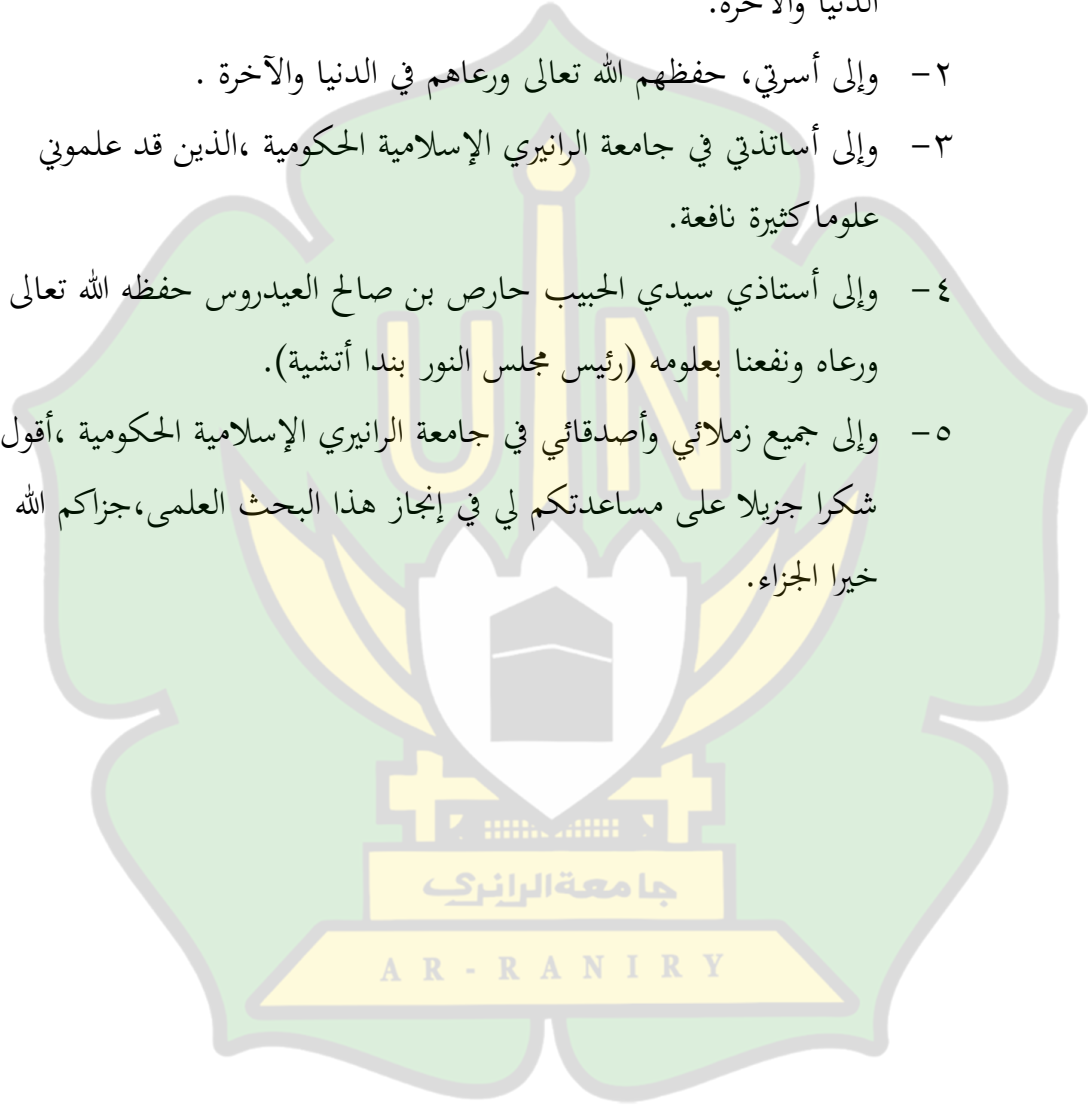 الدنيا والآخرة.
٢- وإلى أسرتي، حفظهم الله تعالى ورعاهم في الدنيا والآخرة .
٣- وإلى أساتذتي في جامعة الرانيري الإسلامية الحكومية ،الذين قد علموني
علوما كثيرة نافعة.
٤- وإلى أستاذي سيدي الحبيب حارص بن صالح العيدروس حفظه الله تعالى
ورعاه ونفعنا بعلومه (رئيس مجلس النور بندا أتشية).
٥- وإلى جميع زملائي وأصدقائي في جامعة الرانيري الإسلامية الحكومية ،أقول
شكرا جزيلا على مساعدتكم لي في إنجاز هذا البحث العلمى،جزاكم الله
خيرا الجزاء.
UIN
جامعةالرانري
AR-RANIRY